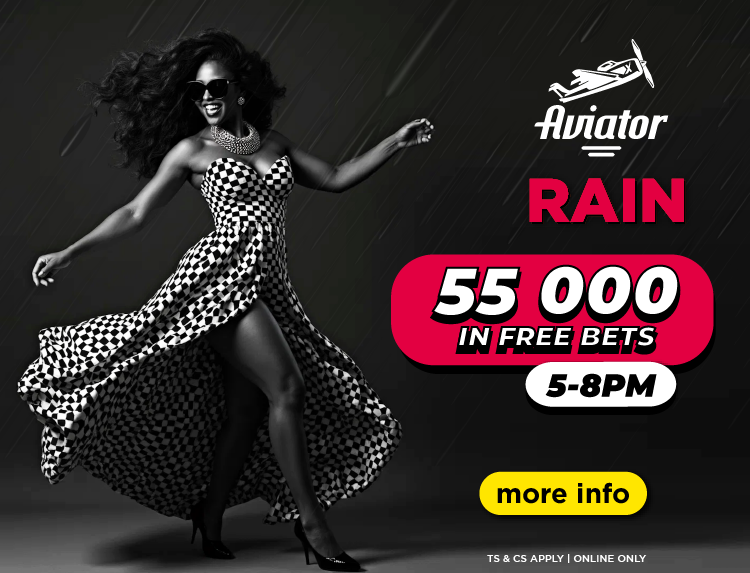 Aviator
RAIN
55 000
IN FREE BETS
5-8PM
more info
TS & CS APPLY | ONLINE ONLY